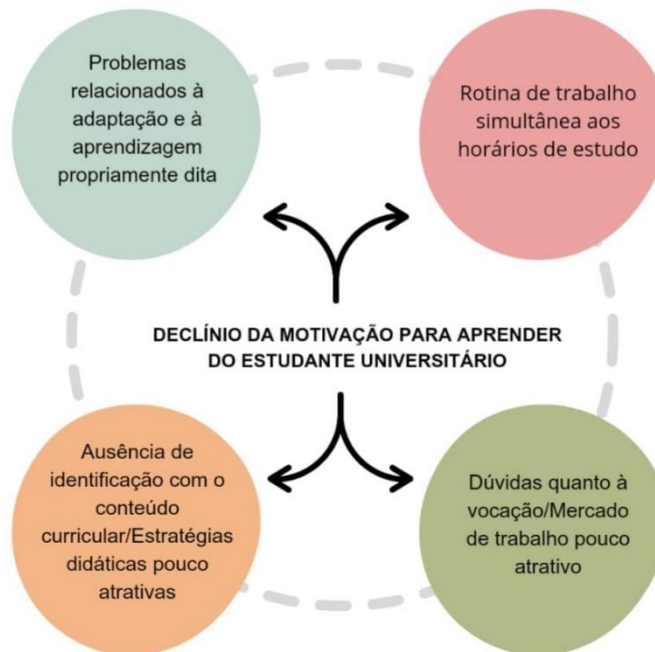 Problemas
relacionados à
adaptação e à
aprendizagem
propriamente dita
Rotina de trabalho
simultânea aos
horários de estudo
DECLÍNIO DA MOTIVAÇÃO PARA APRENDER
DO ESTUDANTE UNIVERSITÁRIO
Ausência de
identificação com o
conteúdo
curricular/Estratégias
didáticas pouco
atrativas
Dúvidas quanto à
vocação/Mercado
de trabalho pouco
atrativo